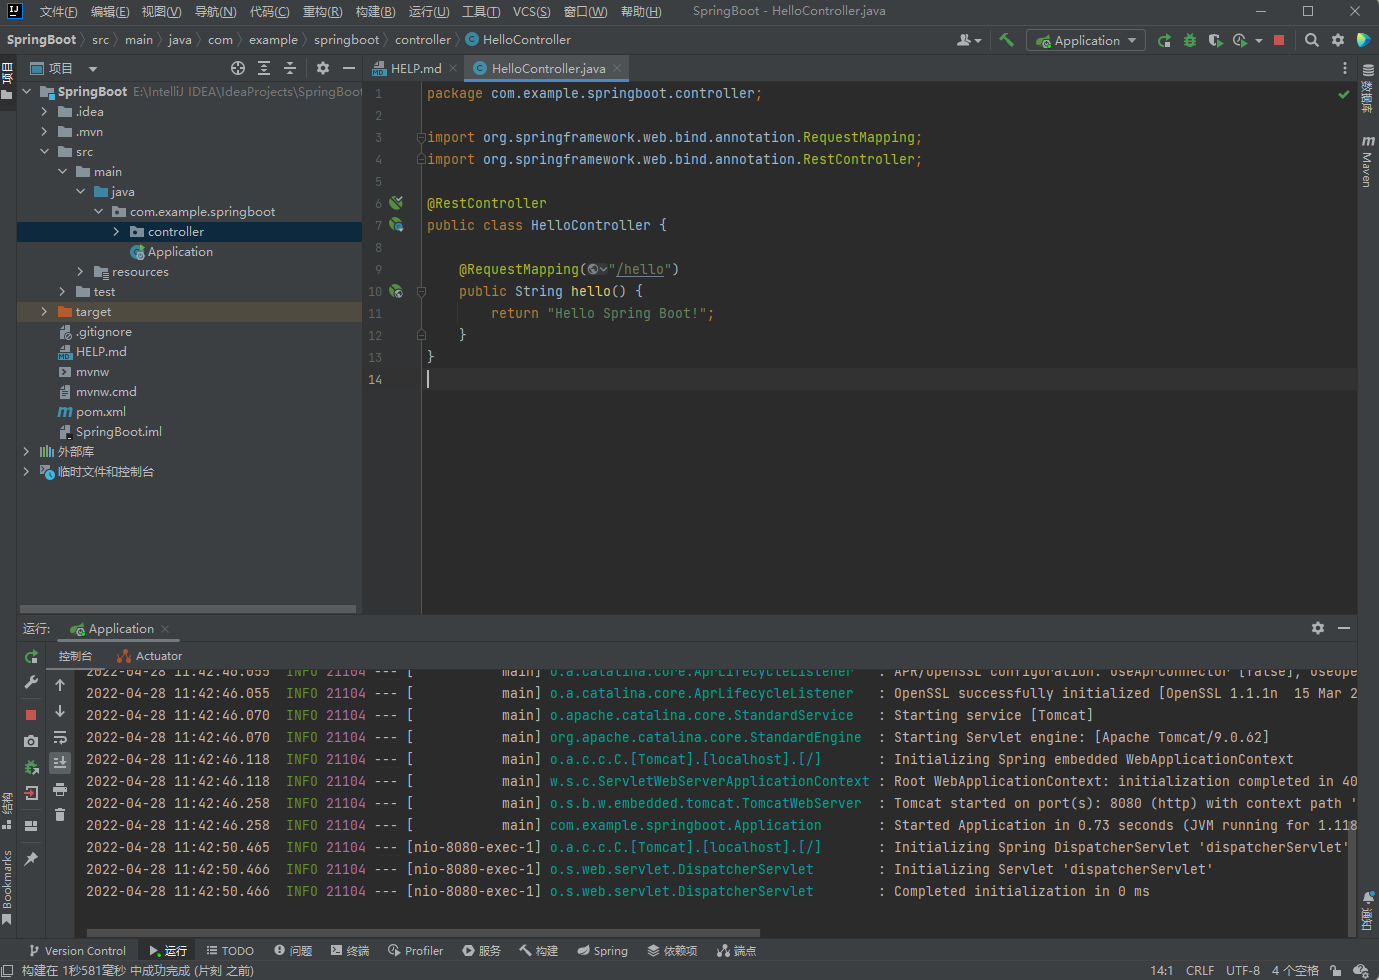 文件(F) 编辑(E) 视图(V) 导航(N) 代码(C) 重构(R) 构建(B) 运行(U) 工具(T) VCS(S) 窗口(W) 帮助(H) SpringBoot - HelloController.java
SpringBoot src main java com example springboot controller HelloController
Application
项目
项目
HELP.md
HelloController.java
SpringBoot E:\IntelliJ IDEA\IdeaProjects\SpringBoot
.idea
.mvn
src
main
java
com.example.springboot
controller
Application
resources
test
target
.gitignore
HELP.md
mvnw
mvnw.cmd
pom.xml
SpringBoot.iml
外部库
临时文件和控制台
1 package com.example.springboot.controller;
2
3 import org.springframework.web.bind.annotation.RequestMapping;
4 import org.springframework.web.bind.annotation.RestController;
5
6 @RestController
7 public class HelloController {
8
9 @RequestMapping("/hello")
10 public String hello() {
11 return "Hello Spring Boot!";
12 }
13 }
14
数据库
Maven
通知
运行: Application
控制台 Actuator
2022-04-28 11:42:46.055 INFO 21104 --- [ main] o.a.catalina.core.AprLifecycleListener : APR/OpenSSL configuration: useAprConnector [false], useOpe
2022-04-28 11:42:46.055 INFO 21104 --- [ main] o.a.catalina.core.AprLifecycleListener : OpenSSL successfully initialized [OpenSSL 1.1.1n 15 Mar 2
2022-04-28 11:42:46.070 INFO 21104 --- [ main] o.apache.catalina.core.StandardService : Starting service [Tomcat]
2022-04-28 11:42:46.070 INFO 21104 --- [ main] org.apache.catalina.core.StandardEngine : Starting Servlet engine: [Apache Tomcat/9.0.62]
2022-04-28 11:42:46.118 INFO 21104 --- [ main] o.a.c.c.C.[Tomcat].[localhost].[/] : Initializing Spring embedded WebApplicationContext
2022-04-28 11:42:46.118 INFO 21104 --- [ main] w.s.c.ServletWebServerApplicationContext : Root WebApplicationContext: initialization completed in 40
2022-04-28 11:42:46.258 INFO 21104 --- [ main] o.s.b.w.embedded.tomcat.TomcatWebServer : Tomcat started on port(s): 8080 (http) with context path '
2022-04-28 11:42:46.258 INFO 21104 --- [ main] com.example.springboot.Application : Started Application in 0.73 seconds (JVM running for 1.118
2022-04-28 11:42:50.465 INFO 21104 --- [nio-8080-exec-1] o.a.c.c.C.[Tomcat].[localhost].[/] : Initializing Spring DispatcherServlet 'dispatcherServlet'
2022-04-28 11:42:50.466 INFO 21104 --- [nio-8080-exec-1] o.s.web.servlet.DispatcherServlet : Initializing Servlet 'dispatcherServlet'
2022-04-28 11:42:50.466 INFO 21104 --- [nio-8080-exec-1] o.s.web.servlet.DispatcherServlet : Completed initialization in 0 ms
结构
Bookmarks
Version Control 运行 TODO 问题 终端 Profiler 服务 构建 Spring 依赖项 端点
构建在 1秒581毫秒 中成功完成 (片刻 之前) 14:1 CRLF UTF-8 4 个空格